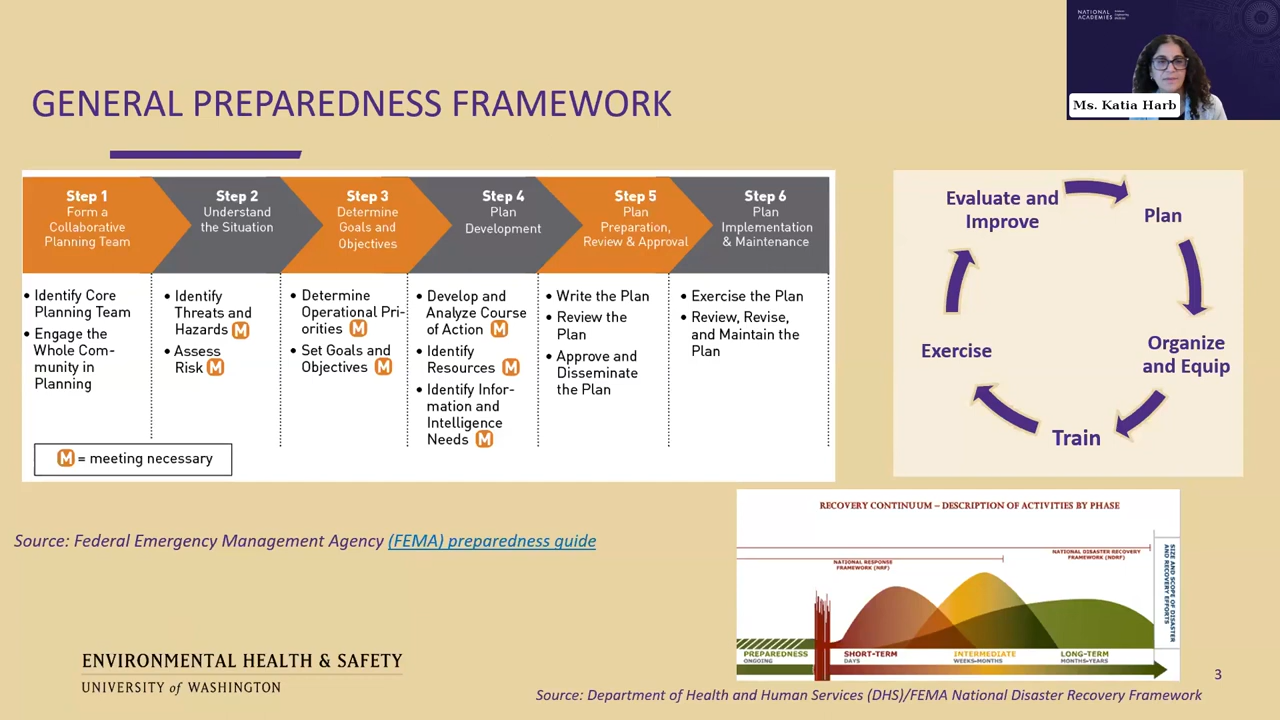 NATIONAL
ACADEMIES
Ms. Katia Harb
GENERAL PREPAREDNESS FRAMEWORK
Step 1
Form a
Collaborative
Planning Team
Step 2
Understand
the Situation
Step 3
Determine
Goals and
Objectives
Step 4
Plan
Development
Step 5
Plan
Preparation,
Review & Approval
Step 6
Plan
Implementation
& Maintenance
• Identify Core
Planning Team
• Engage the
Whole Com-
munity in
Planning
• Identify
Threats and
Hazards M
• Assess
Risk M
• Determine
Operational Pri-
orities M
• Set Goals and
Objectives M
• Develop and
Analyze Course
of Action M
• Identify
Resources M
• Identify Infor-
mation and
Intelligence
Needs M
• Write the Plan
• Review the
Plan
• Approve and
Disseminate
the Plan
• Exercise the Plan
• Review, Revise,
and Maintain the
Plan
M = meeting necessary
Evaluate and
Improve
Plan
Organize
and Equip
Train
Exercise
Source: Federal Emergency Management Agency (FEMA) preparedness guide
RECOVERY CONTINUUM – DESCRIPTION OF ACTIVITIES BY PHASE
NATIONAL DISASTER RECOVERY
FRAMEWORK (NDRF)
NATIONAL RESPONSE
FRAMEWORK (NRF)
SIZE AND SCOPE OF DISASTER
AND RECOVERY EFFORTS
PREPAREDNESS
ONGOING
SHORT-TERM
DAYS
INTERMEDIATE
WEEKS-MONTHS
LONG-TERM
MONTHS-YEARS
ENVIRONMENTAL HEALTH & SAFETY
UNIVERSITY of WASHINGTON
3
Source: Department of Health and Human Services (DHS)/FEMA National Disaster Recovery Framework